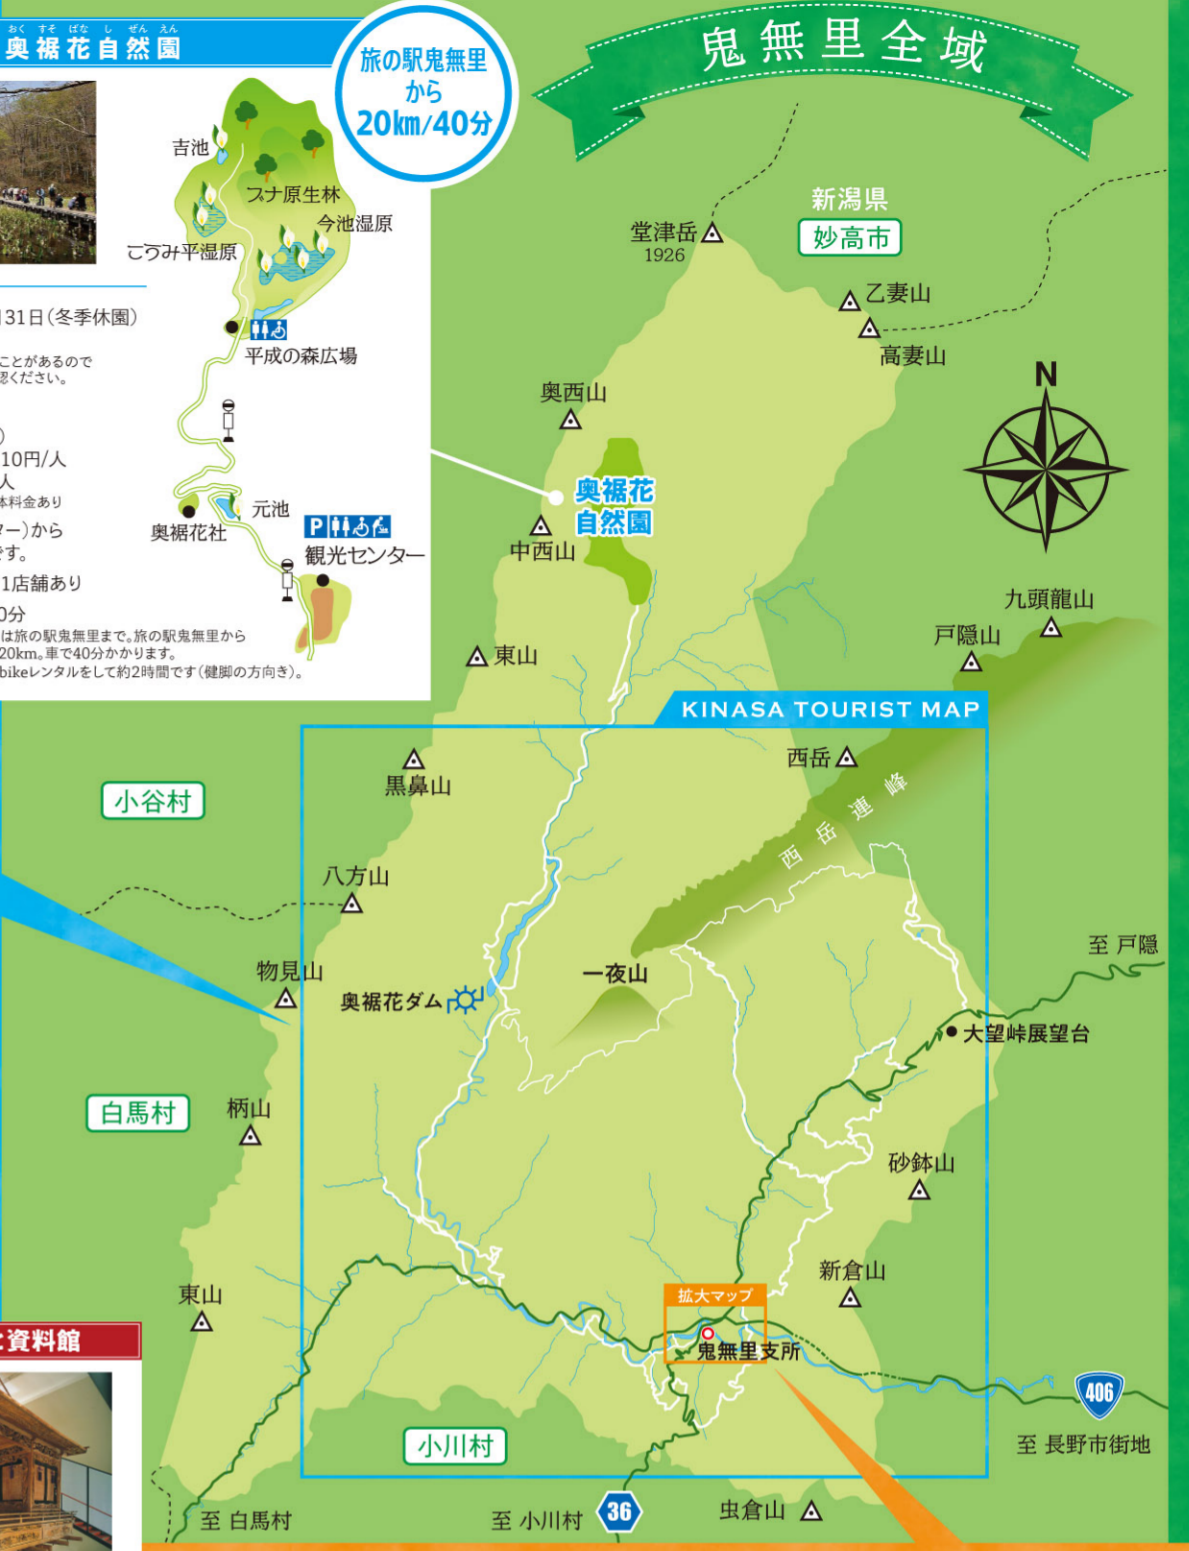 おく すそ ばな し ぜん えん
奥裾花自然園
旅の駅鬼無里
から
20km/40分
鬼無里全域
吉池
ブナ原生林
今池湿原
こうみ平湿原
平成の森広場
奥裾花社
元池
P
観光センター
月31日(冬季休園)
ことがあるので
認ください。
)
10円/人
人
体料金あり
ター)から
です。
1店舗あり
0分
は旅の駅鬼無里まで。旅の駅鬼無里から
20km。車で40分かかります。
bikeレンタルをして約2時間です(健脚の方向き)。
新潟県
妙高市
堂津岳
1926
乙妻山
高妻山
N
奥西山
奥裾花
自然園
中西山
九頭龍山
戸隠山
東山
KINASA TOURIST MAP
西岳
黒鼻山
西岳連峰
小谷村
八方山
至 戸隠
物見山
一夜山
奥裾花ダム
大望峠展望台
白馬村
柄山
砂鉢山
新倉山
東山
拡大マップ
鬼無里支所
資料館
406
小川村
至 長野市街地
至 白馬村
至 小川村
36
虫倉山